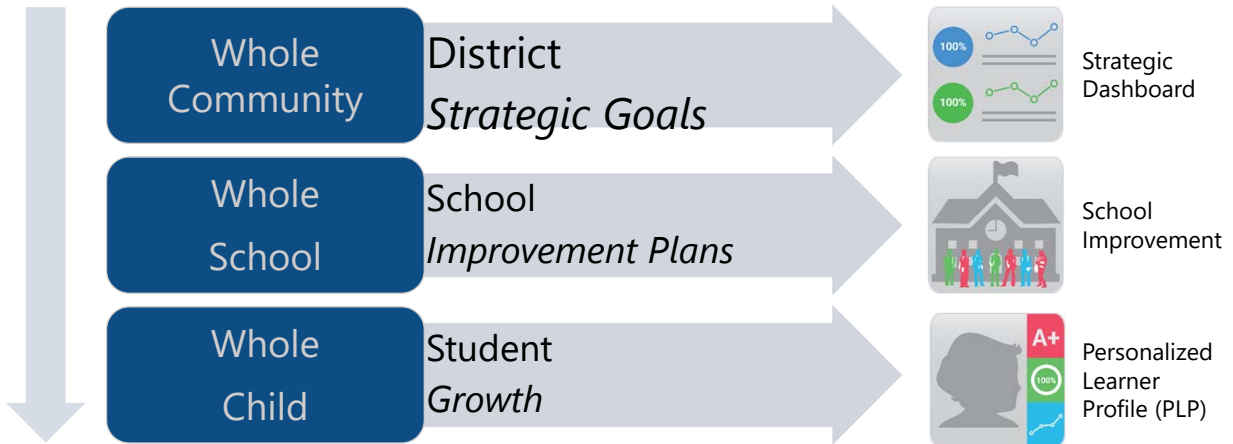 Whole
Community
District
Strategic Goals
100%
100%
Strategic
Dashboard
Whole
School
School
Improvement Plans
School
Improvement
Whole
Child
Student
Growth
A+
100%
Personalized
Learner
Profile (PLP)